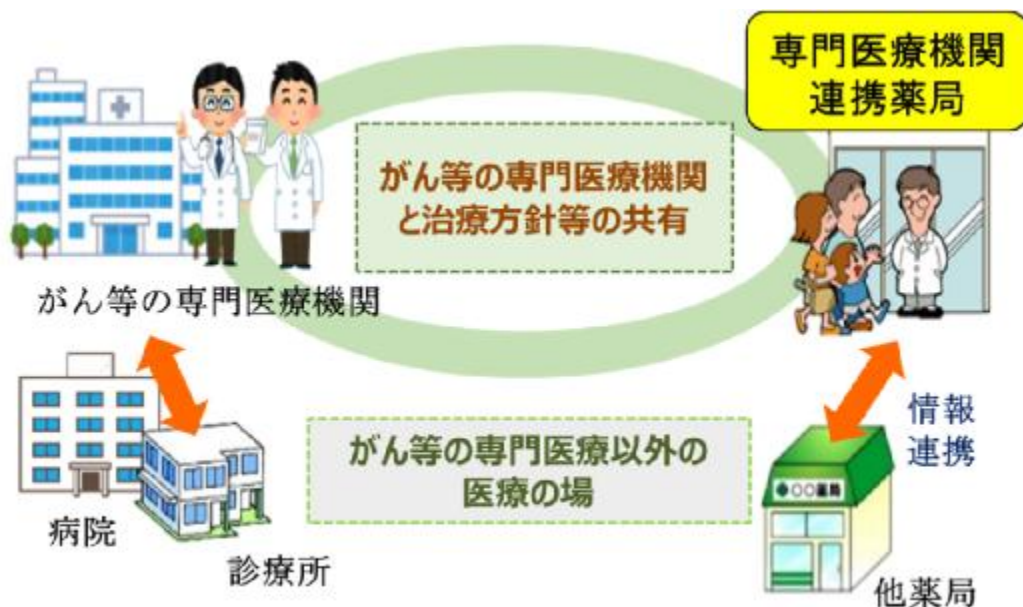 専門医療機関
連携薬局
がん等の専門医療機関
と治療方針等の共有
がん等の専門医療機関
情報
連携
がん等の専門医療以外の
医療の場
○○薬局
病院
診療所
他薬局